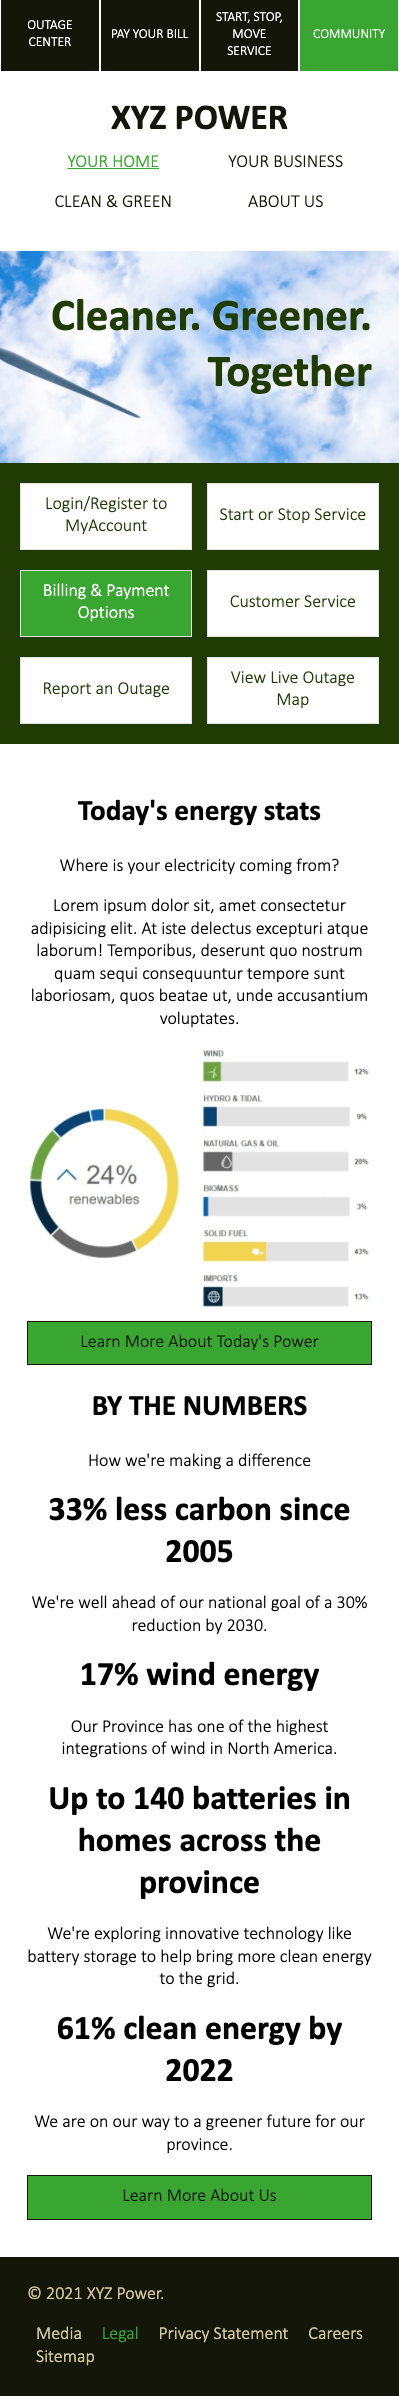 OUTAGE
CENTER
PAY YOUR BILL
START, STOP,
MOVE
SERVICE
COMMUNITY
XYZ POWER
YOUR HOME
YOUR BUSINESS
CLEAN & GREEN
ABOUT US
Cleaner. Greener.
Together
Login/Register to
MyAccount
Start or Stop Service
Billing & Payment
Options
Customer Service
Report an Outage
View Live Outage
Map
Today's energy stats
Where is your electricity coming from?
Lorem ipsum dolor sit, amet consectetur
adipisicing elit. At iste delectus excepturi atque
laborum! Temporibus, deserunt quo nostrum
quam sequi consequuntur tempore sunt
laboriosam, quos beatae ut, unde accusantium
voluptates.
24%
renewables
WIND
12%
HYDRO & TIDAL
9%
NATURAL GAS & OIL
20%
BIOMASS
3%
SOLID FUEL
43%
IMPORTS
13%
Learn More About Today's Power
BY THE NUMBERS
How we're making a difference
33% less carbon since
2005
We're well ahead of our national goal of a 30%
reduction by 2030.
17% wind energy
Our Province has one of the highest
integrations of wind in North America.
Up to 140 batteries in
homes across the
province
We're exploring innovative technology like
battery storage to help bring more clean energy
to the grid.
61% clean energy by
2022
We are on our way to a greener future for our
province.
Learn More About Us
© 2021 XYZ Power.
Media Legal Privacy Statement Careers
Sitemap